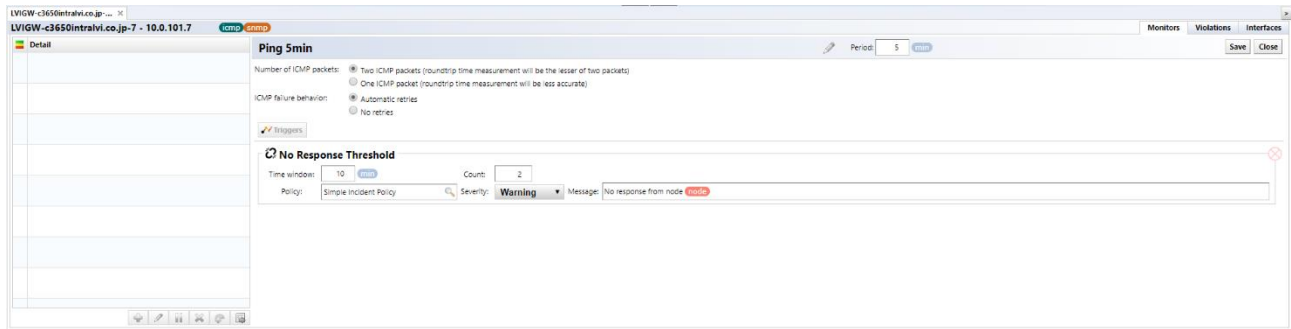 LVIGW-c3650intralvi.co.jp-... ×
LVIGW-c3650intralvi.co.jp-7 - 10.0.101.7 icmp snmp Monitors Violations Interfaces
Detail
Ping 5min Period: 5 min Save Close
Number of ICMP packets: Two ICMP packets (roundtrip time measurement will be the lesser of two packets)
One ICMP packet (roundtrip time measurement will be less accurate)
ICMP failure behavior: Automatic retries
No retries
Triggers
No Response Threshold
Time window: 10 min Count: 2
Policy: Simple Incident Policy Severity: Warning Message: No response from node node